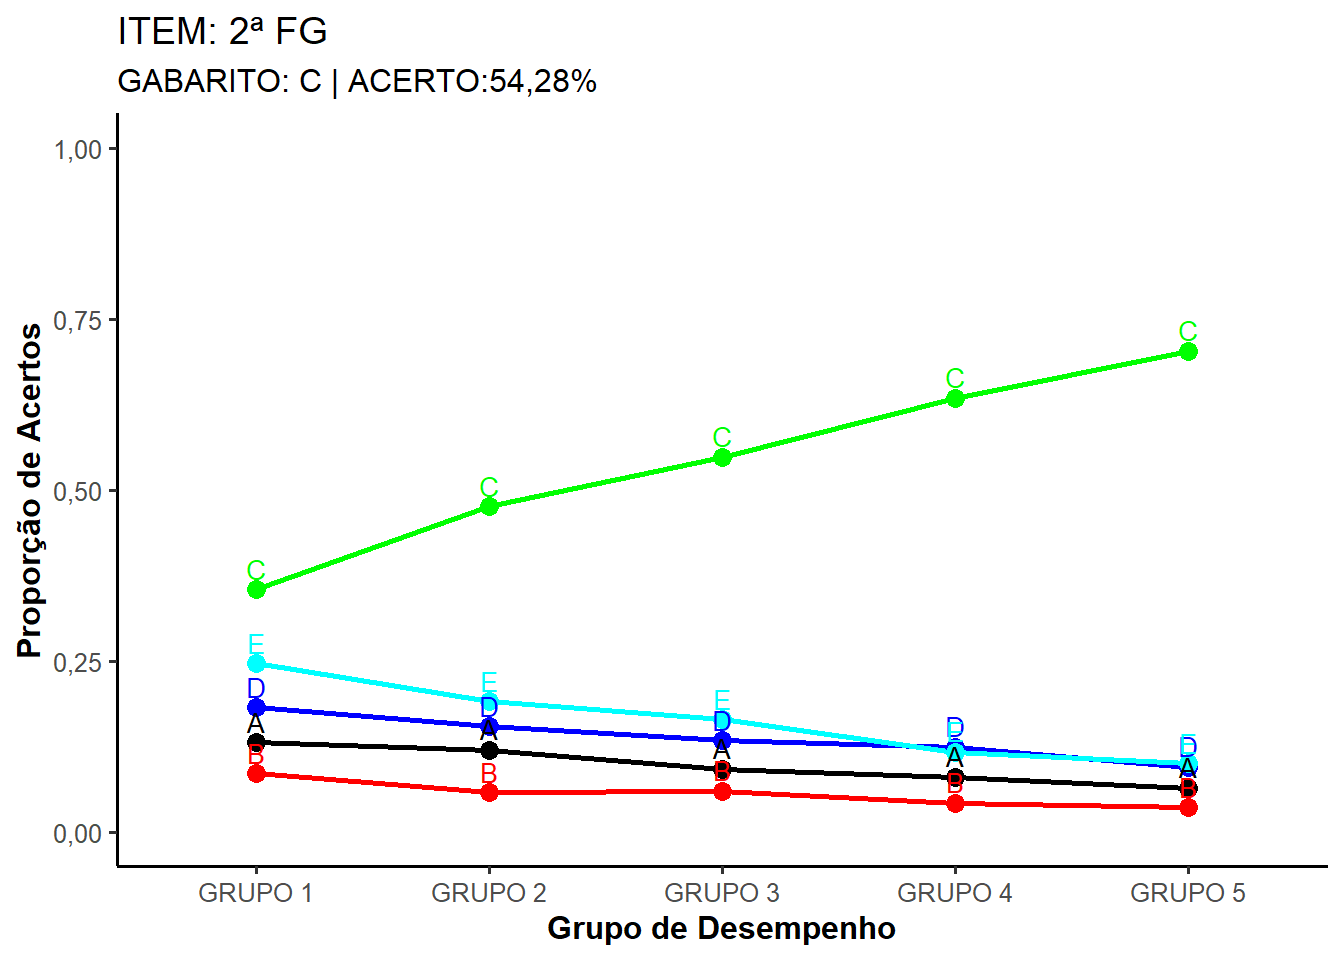 ITEM: 2ª FG
GABARITO: C | ACERTO:54,28%
1,00
0,75
0,50
0,25
0,00
Proporção de Acertos
C
C
C
C
C
E
E
E
E
E
D
D
D
D
D
A
A
A
A
A
B
B
B
B
B
GRUPO 1
GRUPO 2
GRUPO 3
GRUPO 4
GRUPO 5
Grupo de Desempenho